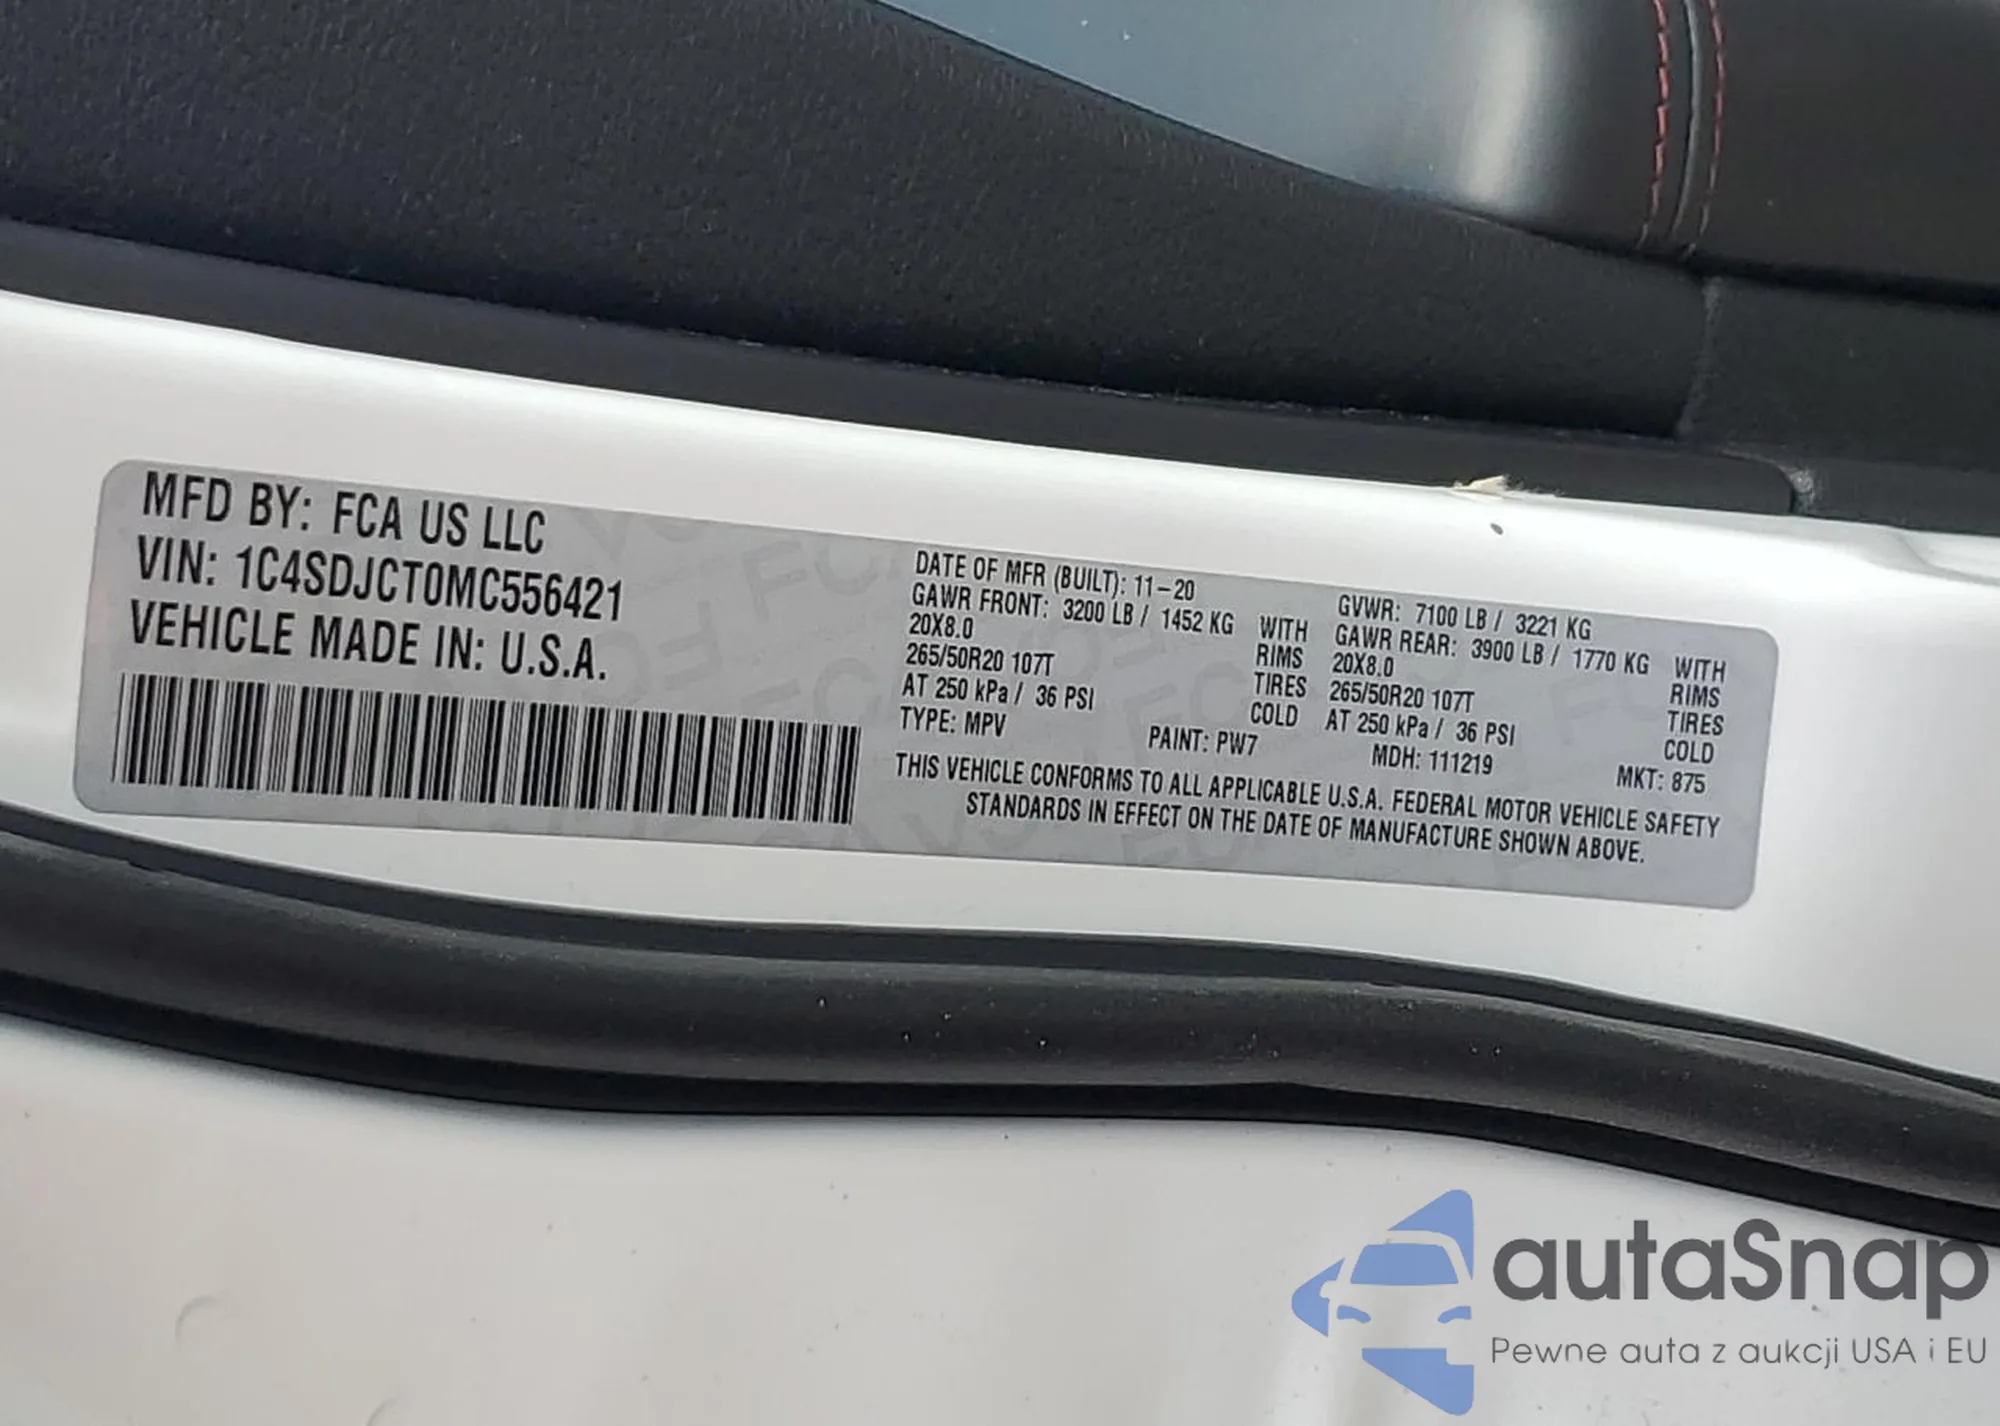 MFD BY: FCA US LLC
VIN: 1C4SDJCT0MC556421
VEHICLE MADE IN: U.S.A.
DATE OF MFR (BUILT): 11-20
GVWR: 7100 LB / 3221 KG
GAWR FRONT: 3200 LB / 1452 KG WITH
20X8.0 RIMS
265/50R20 107T TIRES
AT 250 kPa / 36 PSI COLD
GAWR REAR: 3900 LB / 1770 KG WITH
20X8.0 RIMS
265/50R20 107T TIRES
AT 250 kPa / 36 PSI COLD
TYPE: MPV PAINT: PW7 MDH: 111219 MKT: 875
THIS VEHICLE CONFORMS TO ALL APPLICABLE U.S.A. FEDERAL MOTOR VEHICLE SAFETY
STANDARDS IN EFFECT ON THE DATE OF MANUFACTURE SHOWN ABOVE.
autaSnap
Pewne auta z aukcji USA i EU